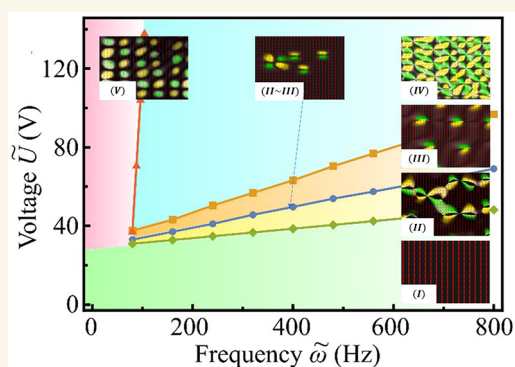 Voltage Ũ (V)
120
80
40
0
(V)
(II~III)
(IV)
(III)
(II)
(I)
0
200
400
600
800
Frequency ω̃ (Hz)